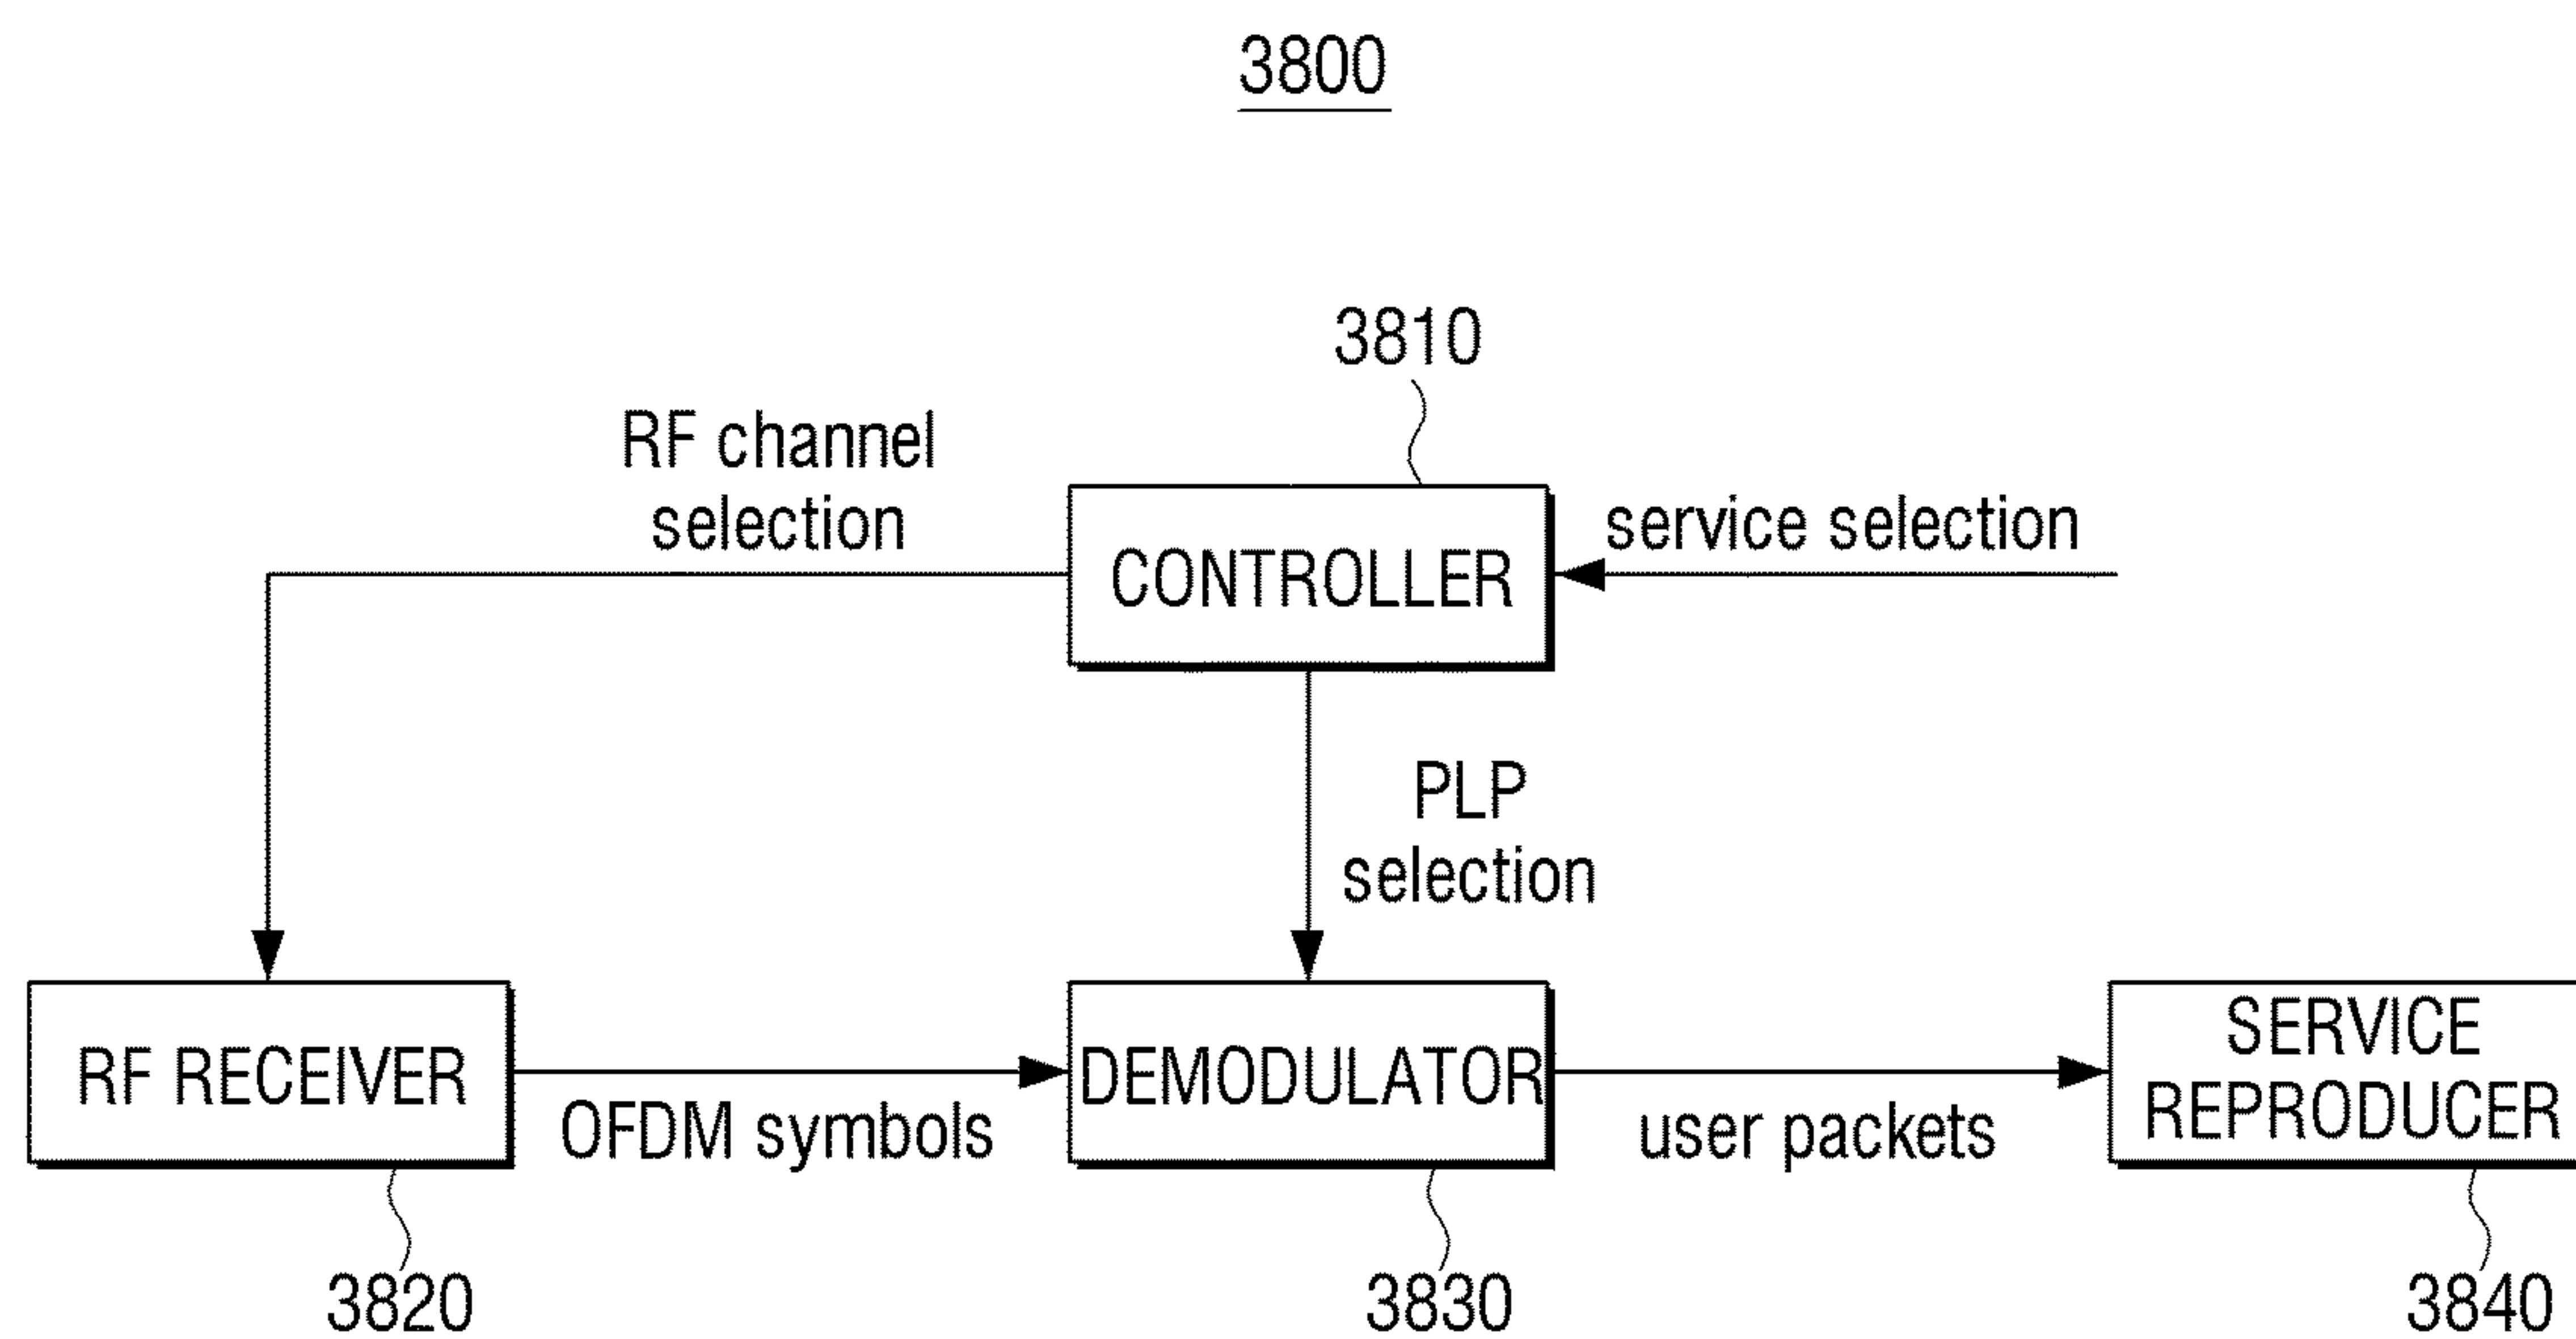 3800
3810
RF channel
selection
service selection
CONTROLLER
PLP
selection
RF RECEIVER
OFDM symbols
DEMODULATOR
user packets
SERVICE
REPRODUCER
3820
3830
3840